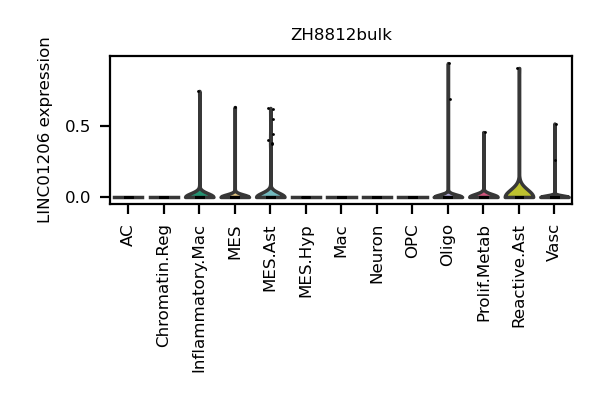 ZH8812bulk
LINC01206 expression
0.5
0.0
AC
Chromatin.Reg
Inflammatory.Mac
MES
MES.Ast
MES.Hyp
Mac
Neuron
OPC
Oligo
Prolif.Metab
Reactive.Ast
Vasc